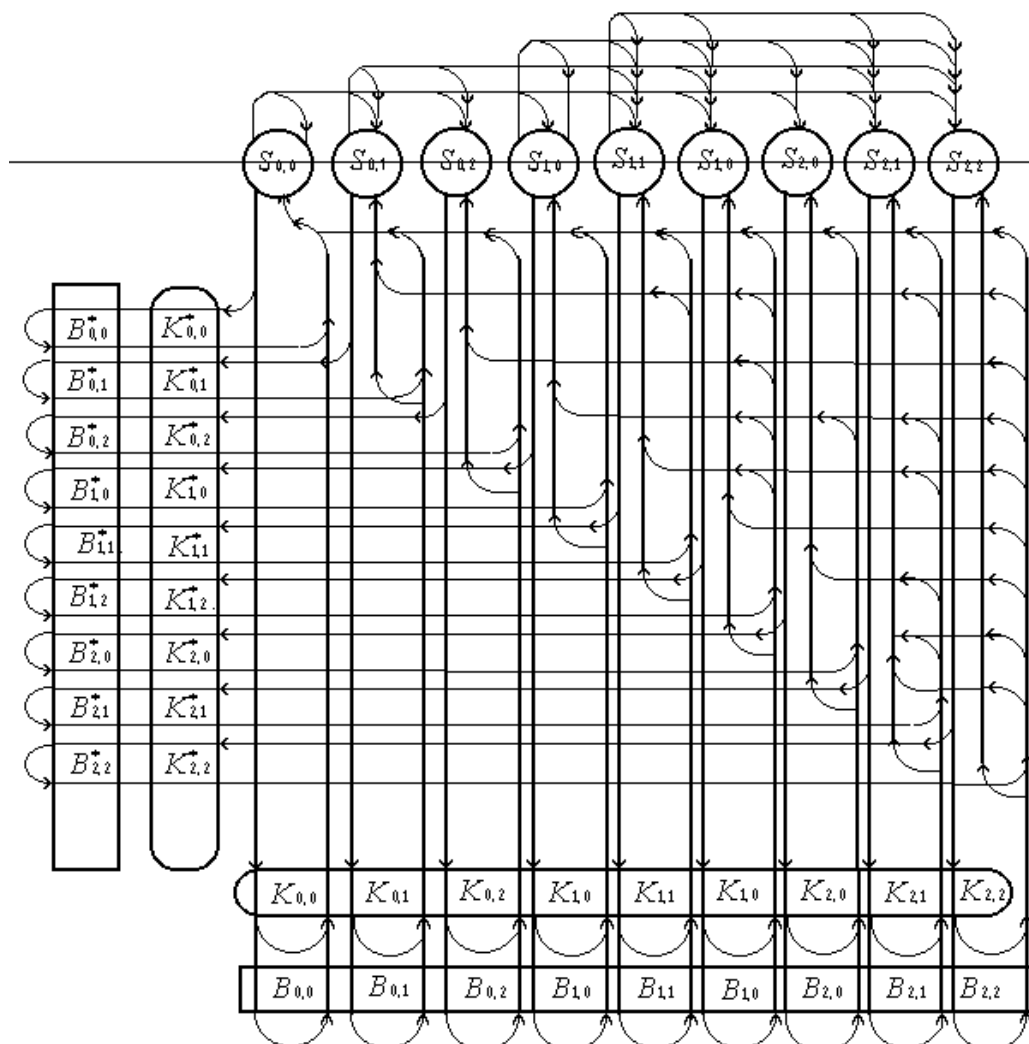 S0,0 S0,1 S0,2 S1,0 S1,1 S1,0 S2,0 S2,1 S2,2
B⃗0,0 K⃗0,0
B⃗0,1 K⃗0,1
B⃗0,2 K⃗0,2
B⃗1,0 K⃗1,0
B⃗1,1. K⃗1,1
B⃗1,2 K⃗1,2.
B⃗2,0 K⃗2,0
B⃗2,1 K⃗2,1
B⃗2,2 K⃗2,2
K0,0 K0,1 K0,2 K1,0 K1,1 K1,0 K2,0 K2,1 K2,2
B0,0 B0,1 B0,2 B1,0 B1,1 B1,0 B2,0 B2,1 B2,2